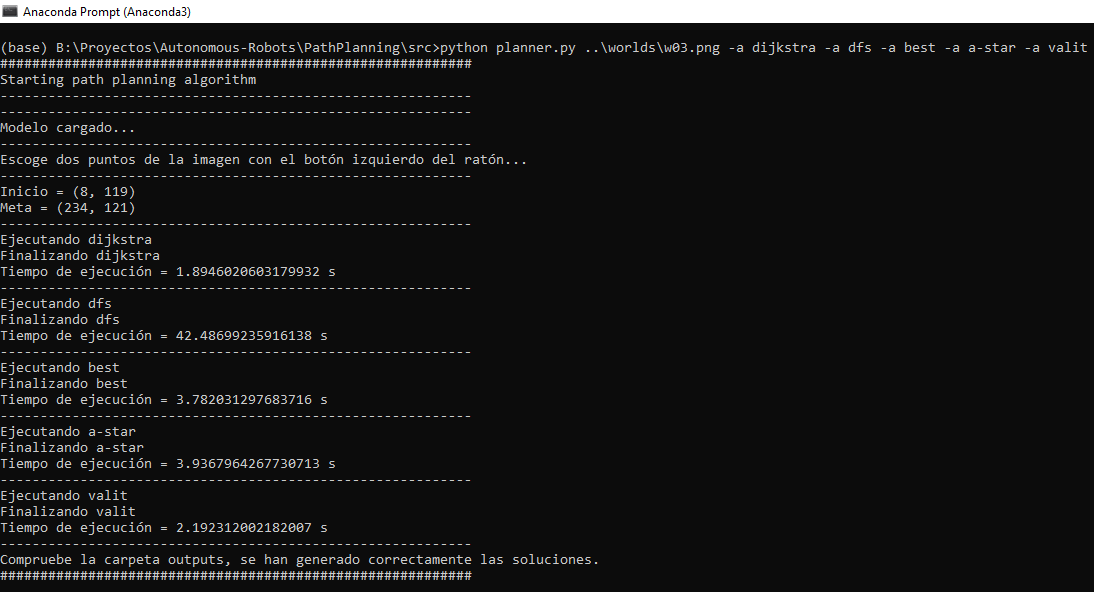 Anaconda Prompt (Anaconda3)
(base) B:\Proyectos\Autonomous-Robots\PathPlanning\src>python planner.py ..\worlds\w03.png -a dijkstra -a dfs -a best -a a-star -a valit
###########################################################
Starting path planning algorithm
-----------------------------------------------------------
-----------------------------------------------------------
Modelo cargado...
-----------------------------------------------------------
Escoge dos puntos de la imagen con el botón izquierdo del ratón...
-----------------------------------------------------------
Inicio = (8, 119)
Meta = (234, 121)
-----------------------------------------------------------
Ejecutando dijkstra
Finalizando dijkstra
Tiempo de ejecución = 1.8946020603179932 s
-----------------------------------------------------------
Ejecutando dfs
Finalizando dfs
Tiempo de ejecución = 42.48699235916138 s
-----------------------------------------------------------
Ejecutando best
Finalizando best
Tiempo de ejecución = 3.782031297683716 s
-----------------------------------------------------------
Ejecutando a-star
Finalizando a-star
Tiempo de ejecución = 3.9367964267730713 s
-----------------------------------------------------------
Ejecutando valit
Finalizando valit
Tiempo de ejecución = 2.192312002182007 s
-----------------------------------------------------------
Compruebe la carpeta outputs, se han generado correctamente las soluciones.
###########################################################